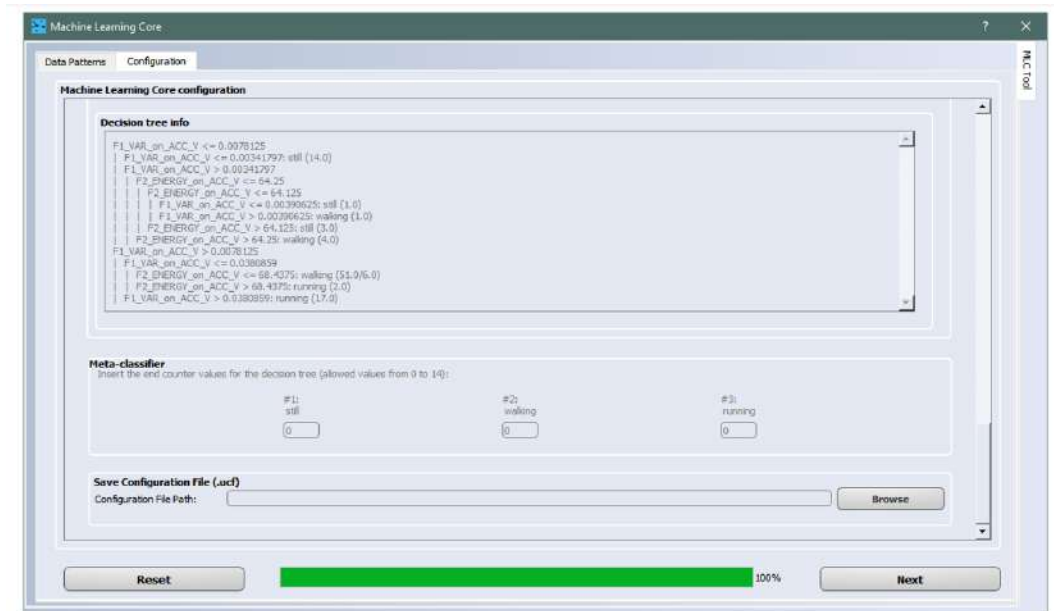 Machine Learning Core
? ×
Data Patterns Configuration
MLC Tool
Machine Learning Core configuration
Decision tree info
F1_VAR_on_ACC_V <= 0.0078125
| F1_VAR_on_ACC_V <= 0.00341797: still (14.0)
| F1_VAR_on_ACC_V > 0.00341797
| | F2_ENERGY_on_ACC_V <= 64.25
| | | F2_ENERGY_on_ACC_V <= 64.125
| | | | F1_VAR_on_ACC_V <= 0.00390625: still (1.0)
| | | | F1_VAR_on_ACC_V > 0.00390625: walking (1.0)
| | | F2_ENERGY_on_ACC_V > 64.125: still (3.0)
| | F2_ENERGY_on_ACC_V > 64.25: walking (4.0)
F1_VAR_on_ACC_V > 0.0078125
| F1_VAR_on_ACC_V <= 0.0380859
| | F2_ENERGY_on_ACC_V <= 68.4375: walking (51.0/6.0)
| | F2_ENERGY_on_ACC_V > 68.4375: running (2.0)
| F1_VAR_on_ACC_V > 0.0380859: running (17.0)
Meta-classifier
Insert the end counter values for the decision tree (allowed values from 0 to 14):
#1: #2: #3:
still walking running
0 0 0
Save Configuration File (.ucf)
Configuration File Path: Browse
Reset 100% Next